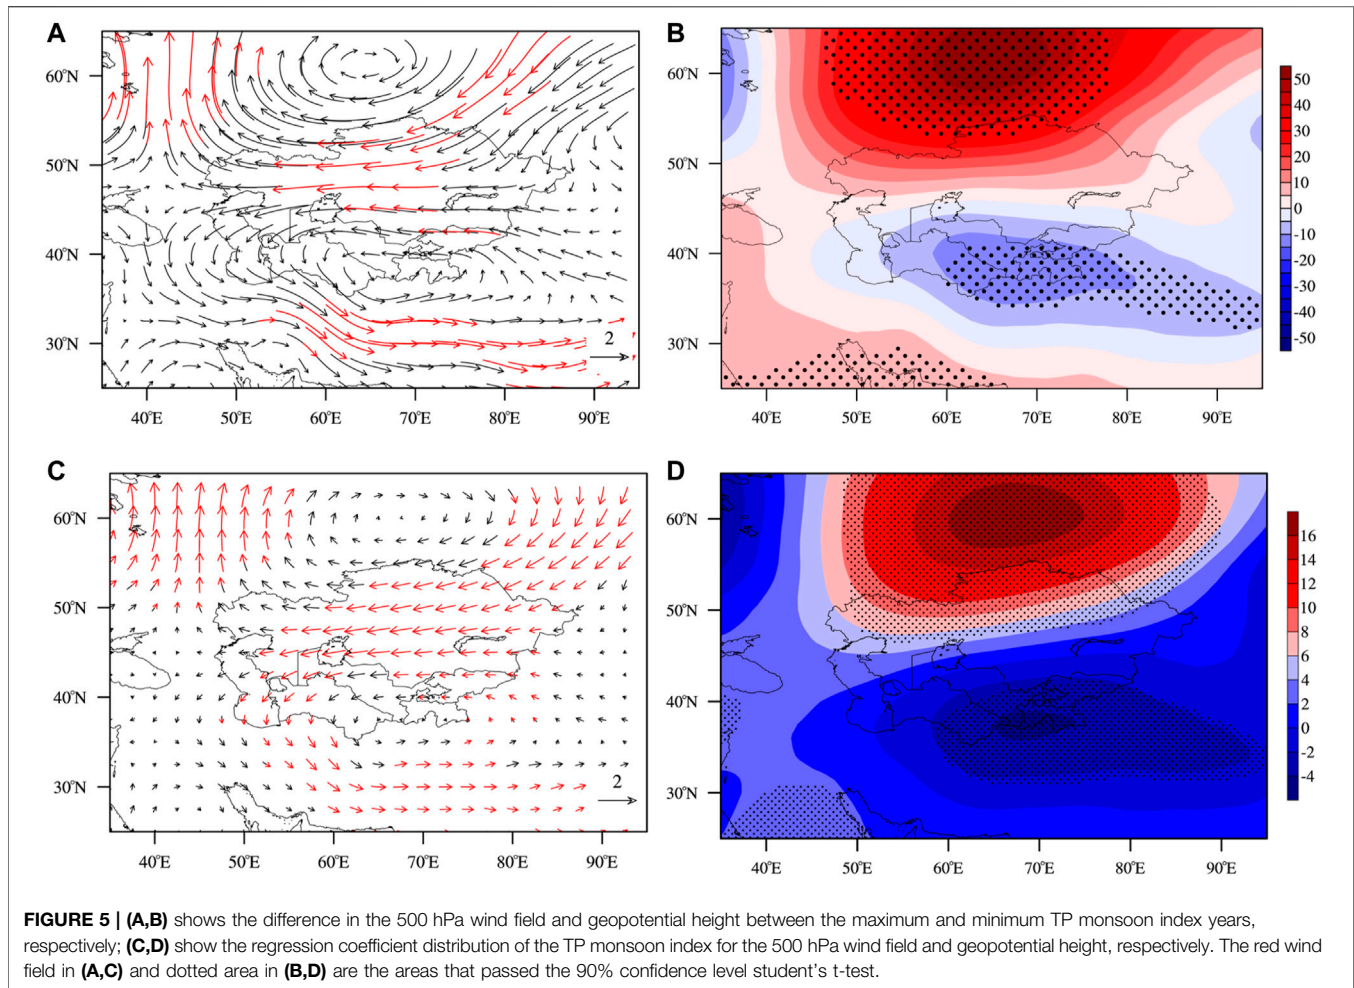 A
60°N
50°N
40°N
30°N
2
40°E 50°E 60°E 70°E 80°E 90°E
B
60°N
50°N
40°N
30°N
40°E 50°E 60°E 70°E 80°E 90°E
50
40
30
20
10
0
-10
-20
-30
-40
-50
C
60°N
50°N
40°N
30°N
2
40°E 50°E 60°E 70°E 80°E 90°E
D
60°N
50°N
40°N
30°N
40°E 50°E 60°E 70°E 80°E 90°E
16
14
12
10
8
6
4
2
0
-2
-4
FIGURE 5 | (A,B) shows the difference in the 500 hPa wind field and geopotential height between the maximum and minimum TP monsoon index years,
respectively; (C,D) show the regression coefficient distribution of the TP monsoon index for the 500 hPa wind field and geopotential height, respectively. The red wind
field in (A,C) and dotted area in (B,D) are the areas that passed the 90% confidence level student's t-test.